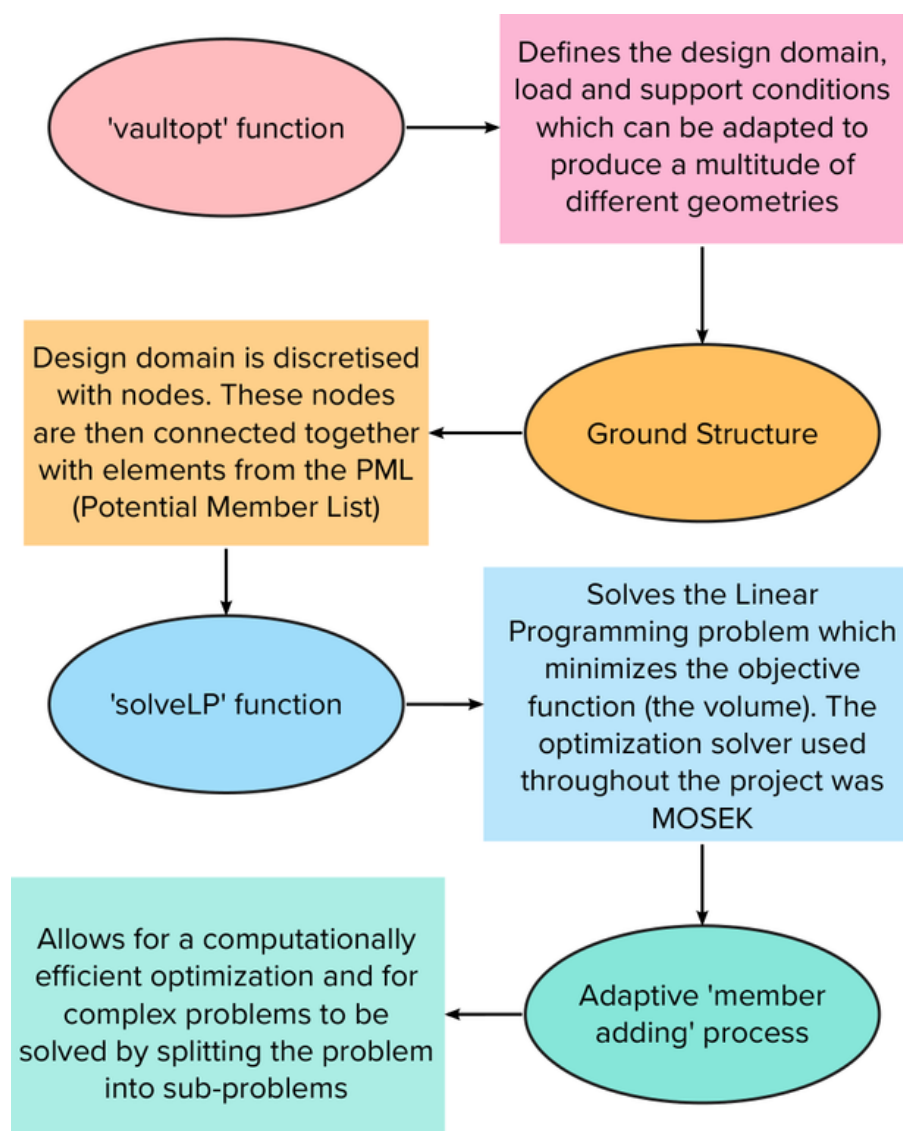 'vaultopt' function
Defines the design domain,
load and support conditions
which can be adapted to
produce a multitude of
different geometries
Ground Structure
Design domain is discretised
with nodes. These nodes
are then connected together
with elements from the PML
(Potential Member List)
'solveLP' function
Solves the Linear
Programming problem which
minimizes the objective
function (the volume). The
optimization solver used
throughout the project was
MOSEK
Adaptive 'member
adding' process
Allows for a computationally
efficient optimization and for
complex problems to be
solved by splitting the problem
into sub-problems